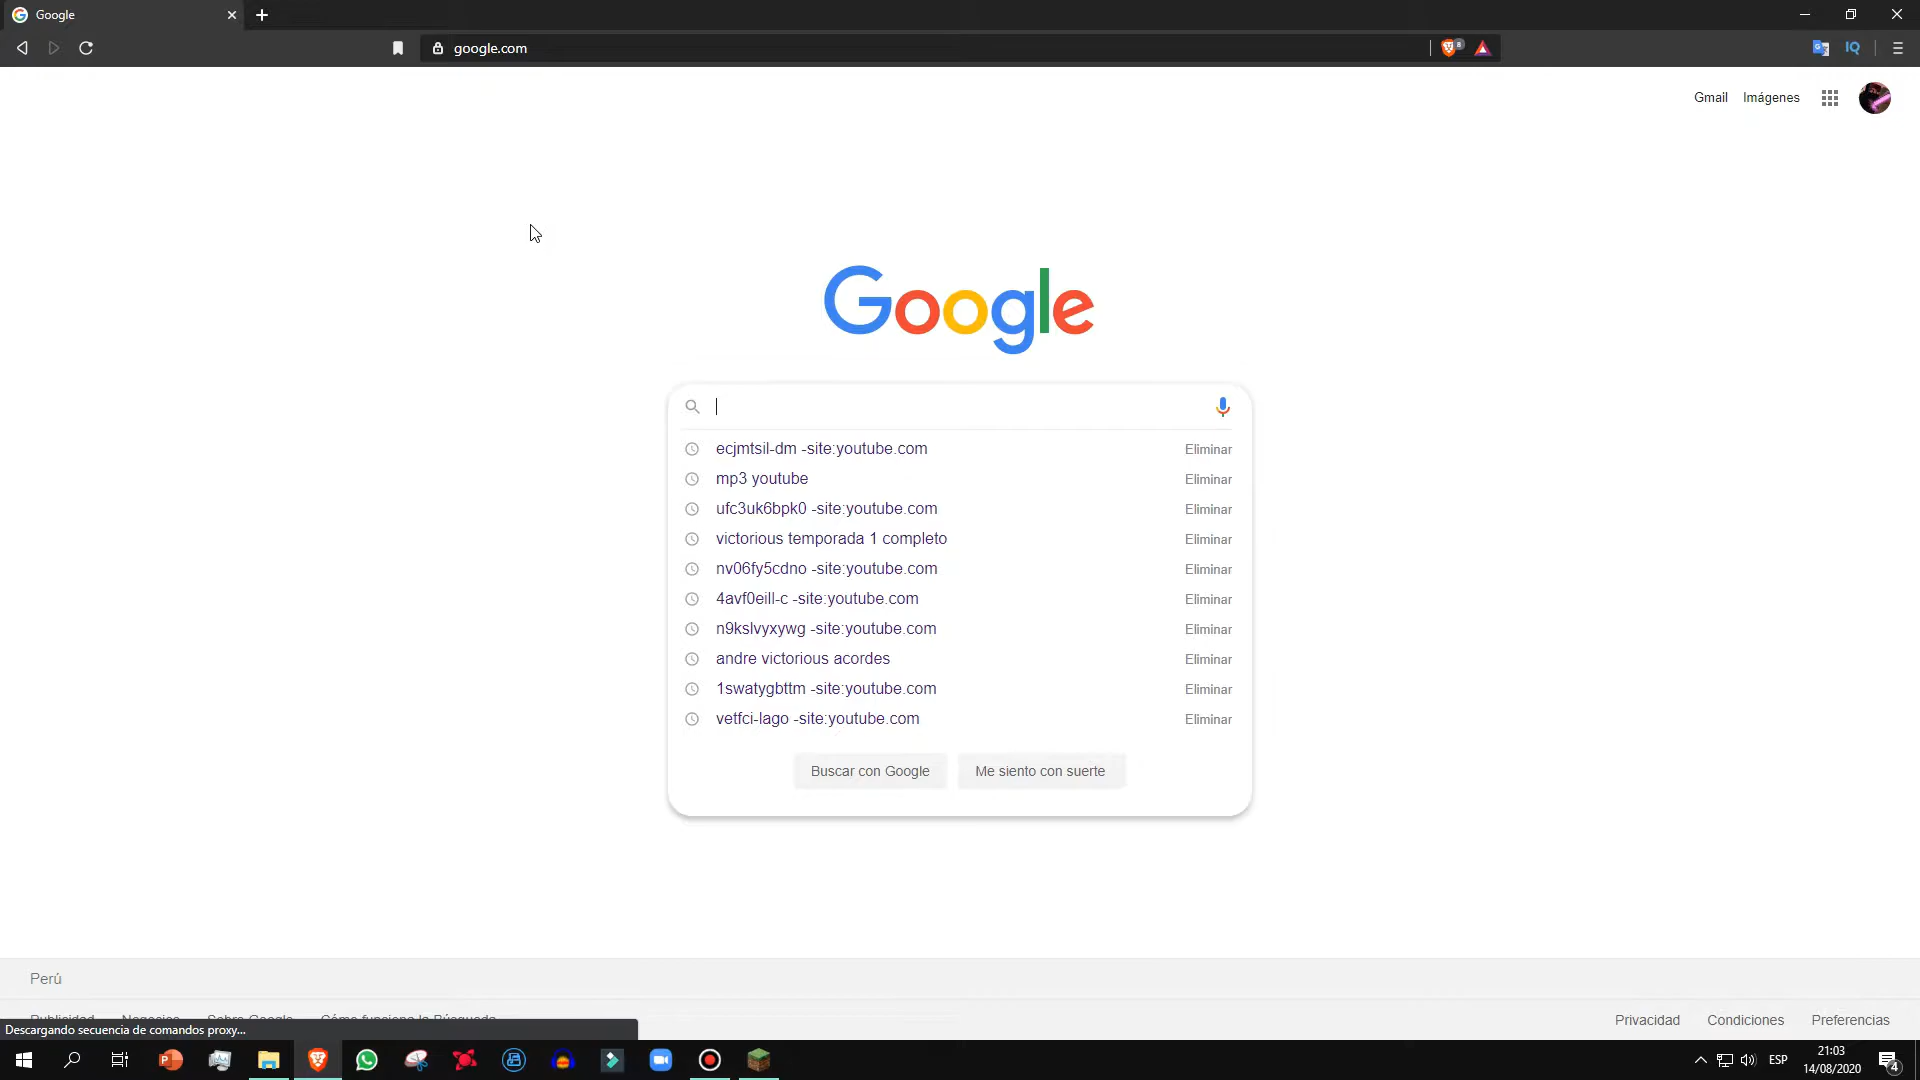 Google
google.com
8
IQ
Gmail Imágenes
Google
ecjmtsil-dm -site:youtube.com Eliminar
mp3 youtube Eliminar
ufc3uk6bpk0 -site:youtube.com Eliminar
victorious temporada 1 completo Eliminar
nv06fy5cdno -site:youtube.com Eliminar
4avf0eill-c -site:youtube.com Eliminar
n9kslvyxywg -site:youtube.com Eliminar
andre victorious acordes Eliminar
1swatygbttm -site:youtube.com Eliminar
vetfci-lago -site:youtube.com Eliminar
Buscar con Google Me siento con suerte
Perú
Publicidad Negocios Sobre Google Cómo funciona la Búsqueda
Privacidad Condiciones Preferencias
Descargando secuencia de comandos proxy...
ESP
21:03
14/08/2020
4